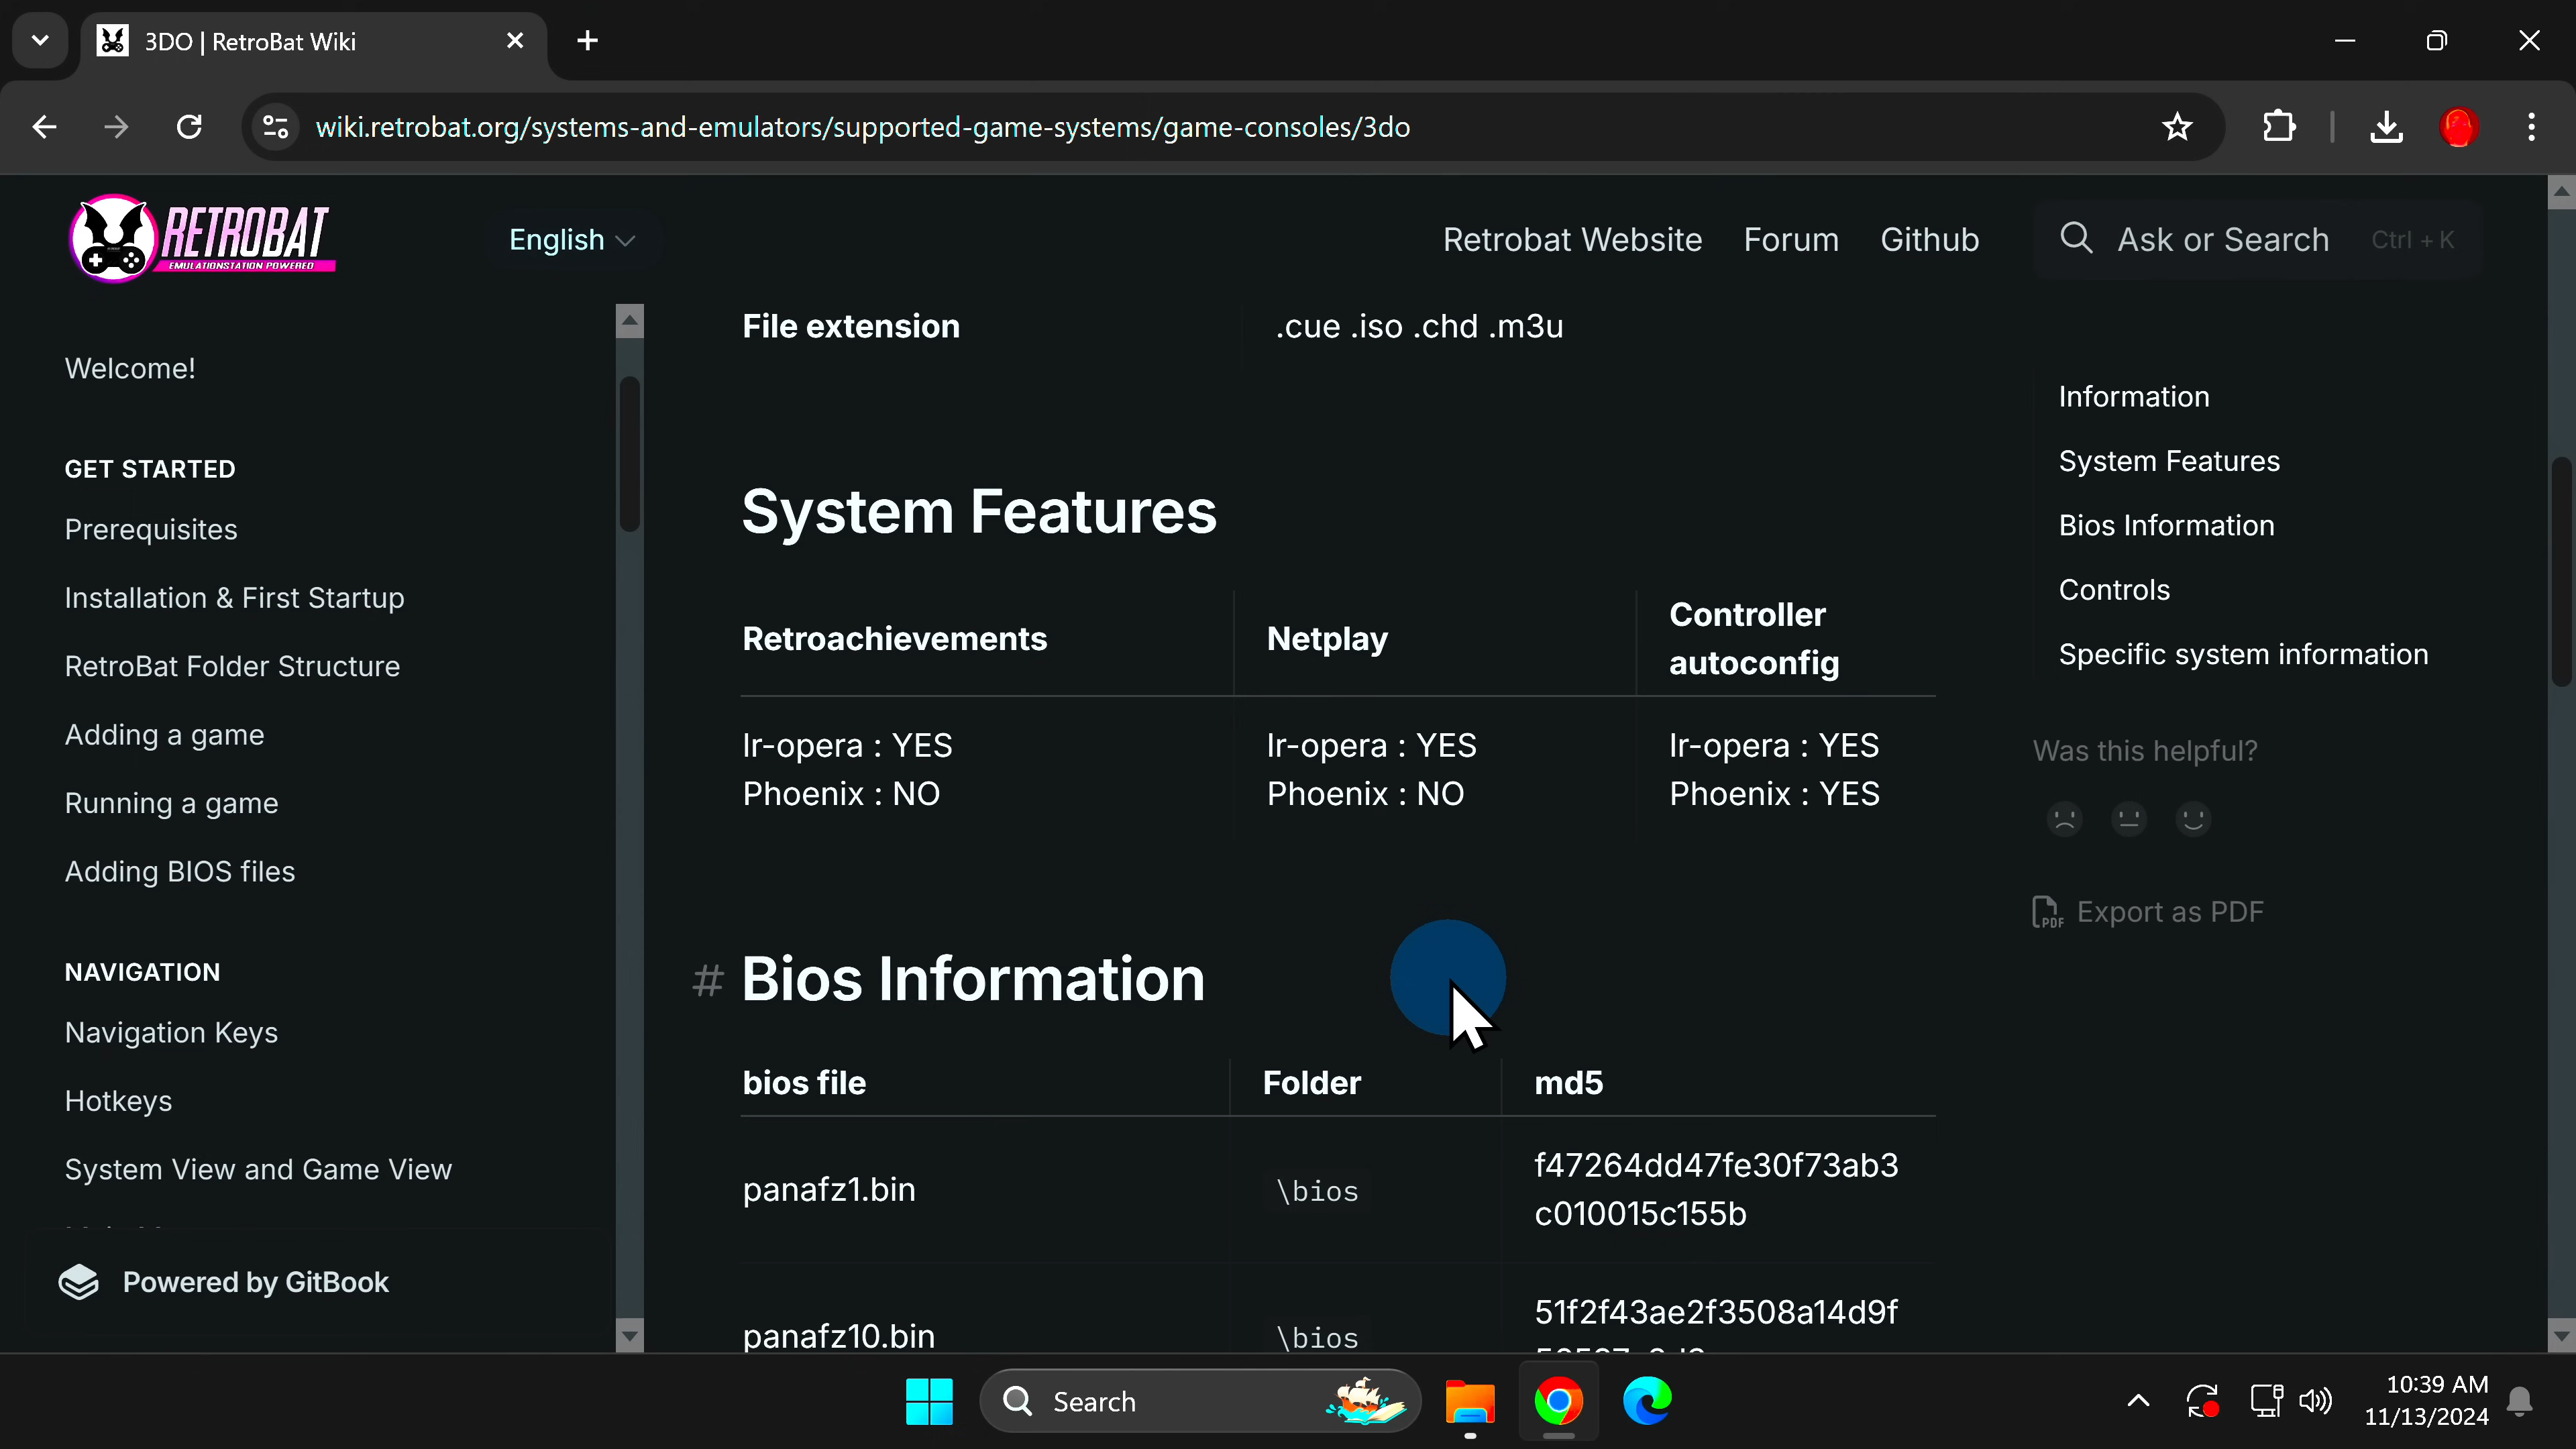 3DO | RetroBat Wiki
wiki.retrobat.org/systems-and-emulators/supported-game-systems/game-consoles/3do
RETROBAT
EMULATIONSTATION POWERED
English
Retrobat Website
Forum
Github
Ask or Search
Ctrl + K
Welcome!
GET STARTED
Prerequisites
Installation & First Startup
RetroBat Folder Structure
Adding a game
Running a game
Adding BIOS files
NAVIGATION
Navigation Keys
Hotkeys
System View and Game View
Powered by GitBook
File extension
.cue .iso .chd .m3u
System Features
Retroachievements
Netplay
Controller
autoconfig
lr-opera : YES
Phoenix : NO
lr-opera : YES
Phoenix : NO
lr-opera : YES
Phoenix : YES
# Bios Information
bios file
Folder
md5
panafz1.bin
\bios
f47264dd47fe30f73ab3
c010015c155b
panafz10.bin
\bios
51f2f43ae2f3508a14d9f
Information
System Features
Bios Information
Controls
Specific system information
Was this helpful?
PDF
Export as PDF
Search
10:39 AM
11/13/2024